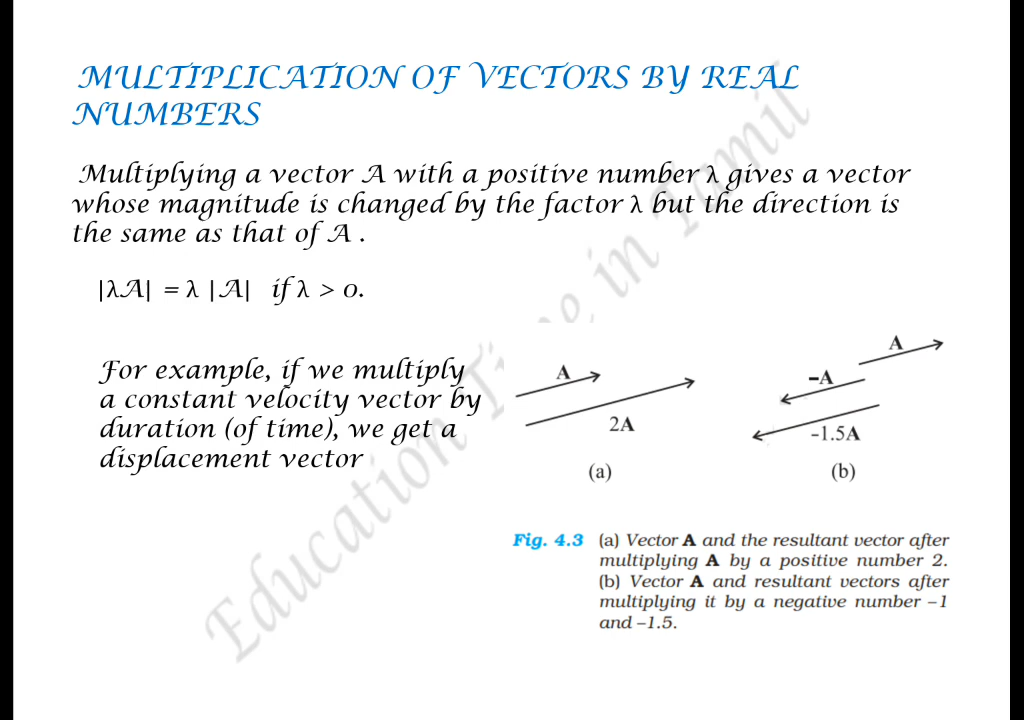 MULTIPLICATION OF VECTORS BY REAL
NUMBERS
Multiplying a vector A with a positive number λ gives a vector
whose magnitude is changed by the factor λ but the direction is
the same as that of A .
|λA| = λ |A| if λ > 0.
For example, if we multiply
a constant velocity vector by
duration (of time), we get a
displacement vector
A
2A
(a)
A
–A
–1.5A
(b)
Fig. 4.3 (a) Vector A and the resultant vector after
multiplying A by a positive number 2.
(b) Vector A and resultant vectors after
multiplying it by a negative number –1
and –1.5.
Education in Tamil